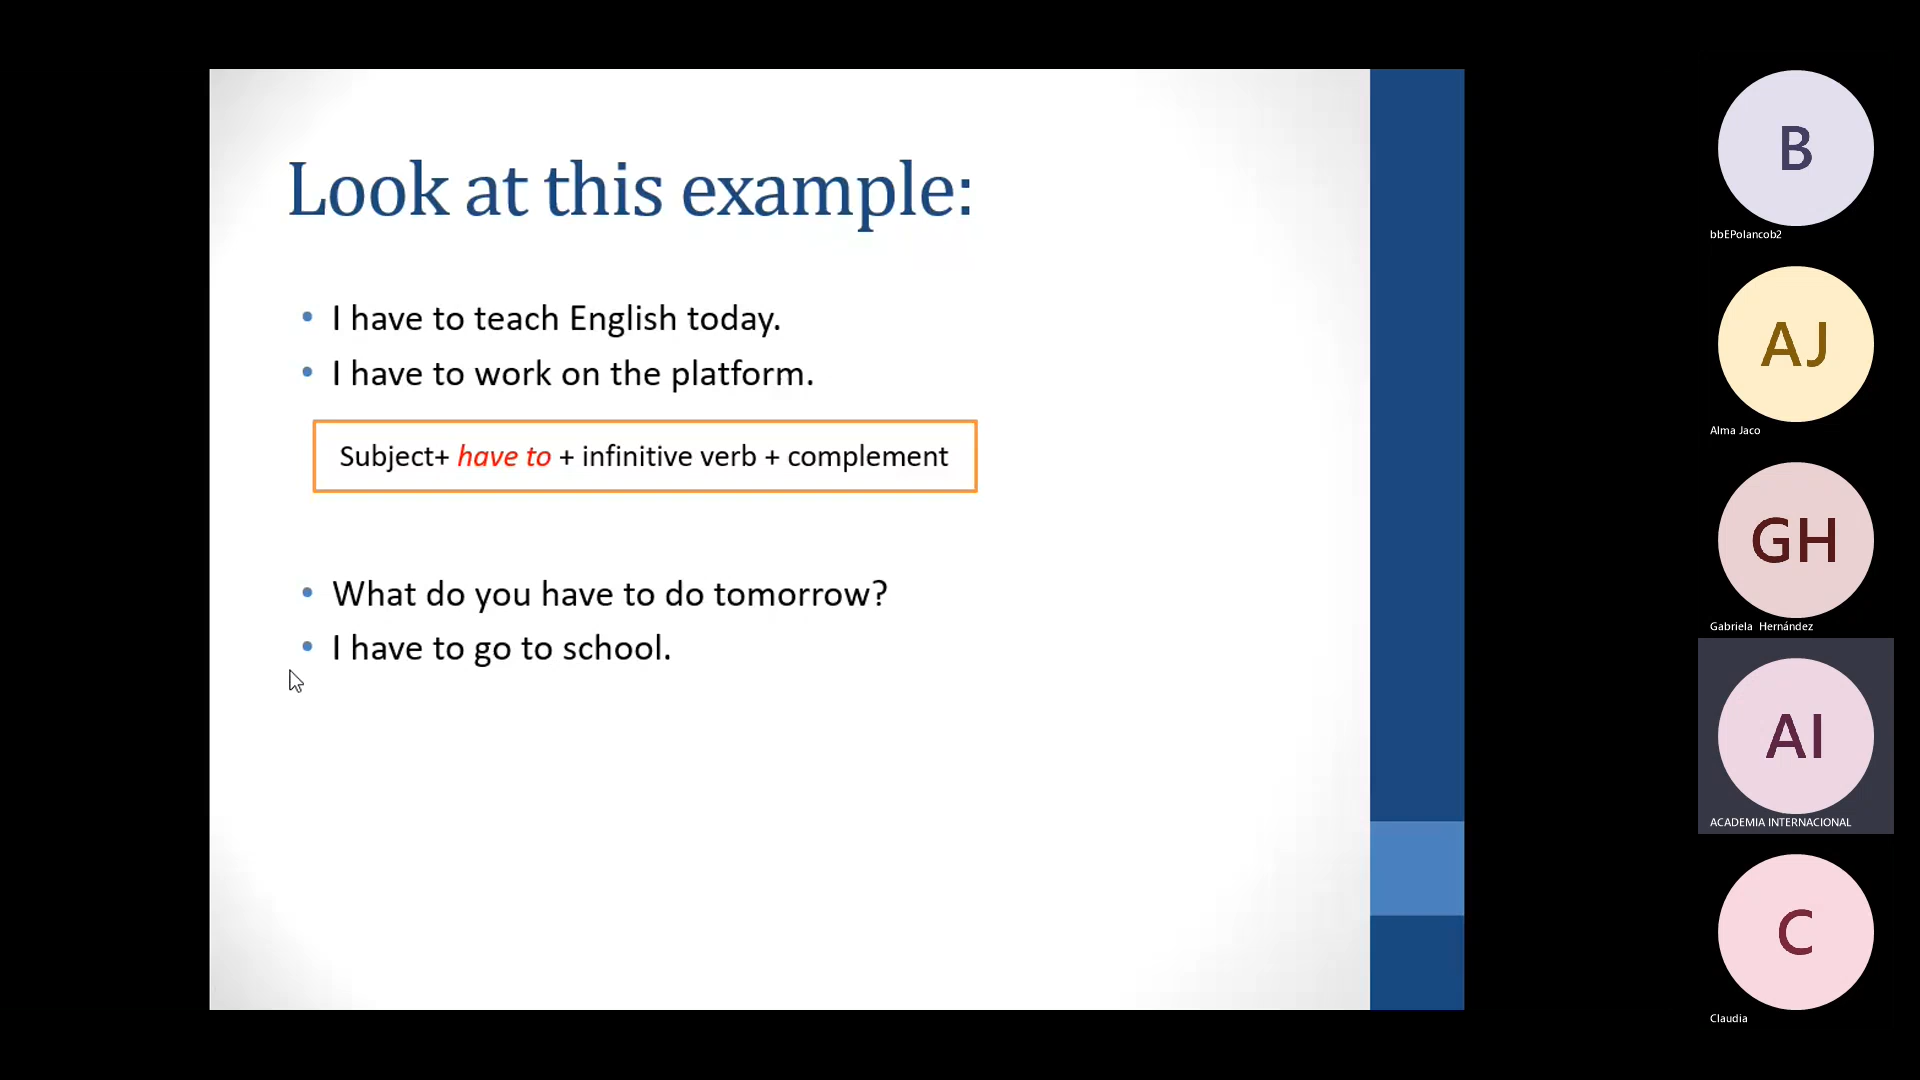 Look at this example:
• I have to teach English today.
• I have to work on the platform.
Subject+ have to + infinitive verb + complement
• What do you have to do tomorrow?
• I have to go to school.
B
bbEPolancob2
AJ
Alma Jaco
GH
Gabriela Hernández
AI
ACADEMIA INTERNACIONAL
C
Claudia